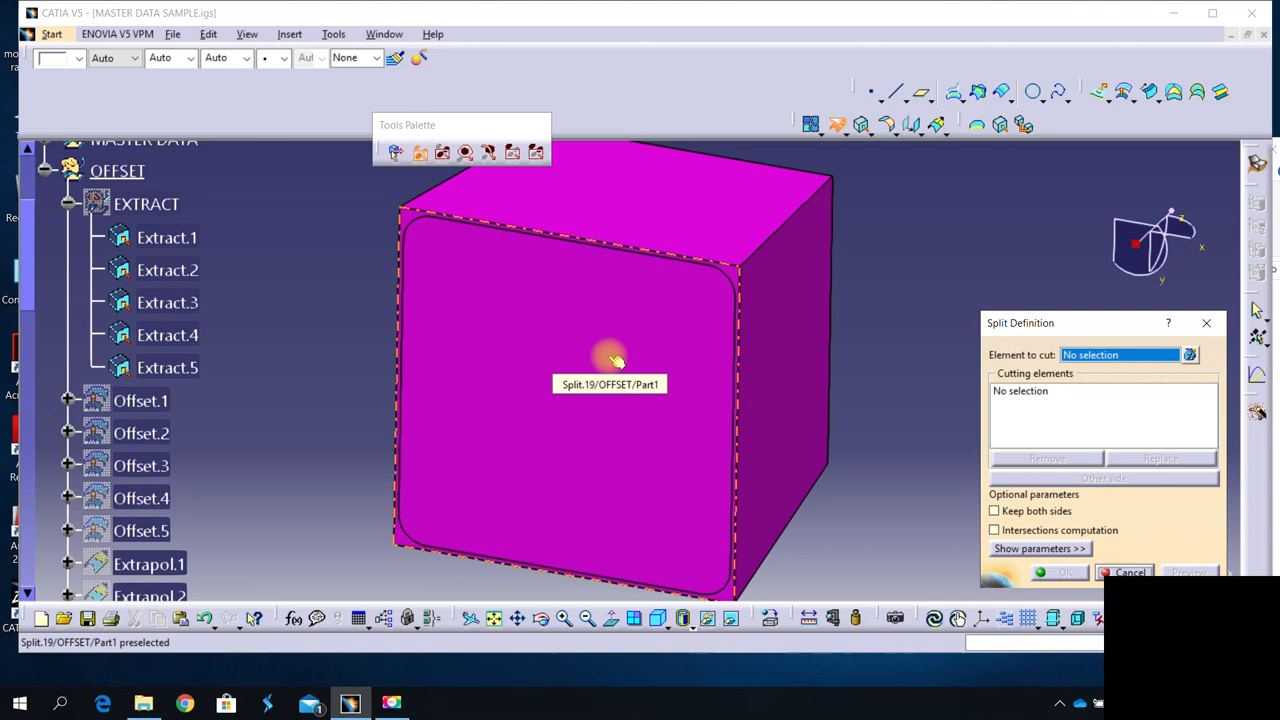 CATIA V5 - [MASTER DATA SAMPLE.igs]
Start ENOVIA V5 VPM File Edit View Insert Tools Window Help
Auto Auto Auto Aut None
Tools Palette
MASTER DATA
OFFSET
EXTRACT
Extract.1
Extract.2
Extract.3
Extract.4
Extract.5
Offset.1
Offset.2
Offset.3
Offset.4
Offset.5
Extrapol.1
Extrapol.2
Split.19/OFFSET/Part1
z
x
y
Split Definition ?
Element to cut: No selection
Cutting elements
No selection
Remove Replace
Other side
Optional parameters
Keep both sides
Intersections computation
Show parameters >>
OK Cancel Preview
Split.19/OFFSET/Part1 preselected
1